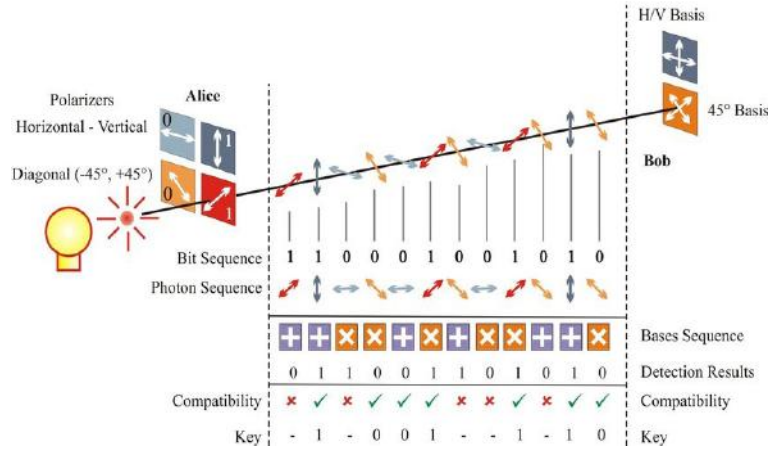 H/V Basis
Polarizers
Alice
0
1
Horizontal - Vertical
45° Basis
Diagonal (-45°, +45°)
0
1
Bob
Bit Sequence 1 1 0 0 0 1 0 0 1 0 1 0
Photon Sequence
Bases Sequence
0 1 1 0 0 1 1 0 1 0 1 0 Detection Results
Compatibility ✗ ✓ ✗ ✓ ✓ ✓ ✗ ✗ ✓ ✗ ✓ ✓ Compatibility
Key - 1 - 0 0 1 - - 1 - 1 0 Key